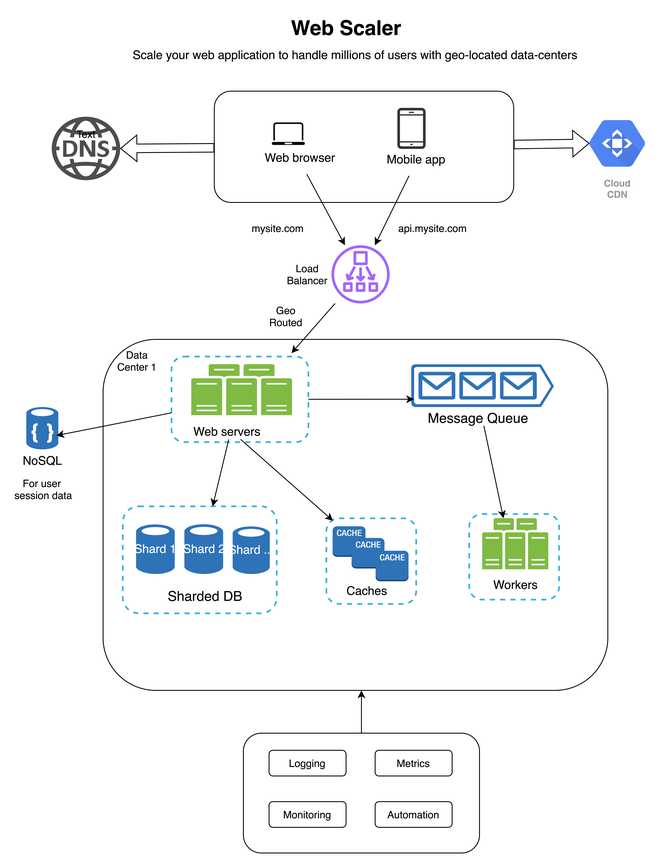 Web Scaler
Scale your web application to handle millions of users with geo-located data-centers
Text
DNS
Web browser
Mobile app
Cloud
CDN
mysite.com
api.mysite.com
Load
Balancer
Geo
Routed
Data
Center 1
Web servers
Message Queue
{ }
NoSQL
For user
session data
Shard 1
Shard 2
Shard ..
Sharded DB
CACHE
CACHE
CACHE
Caches
Workers
Logging
Metrics
Monitoring
Automation